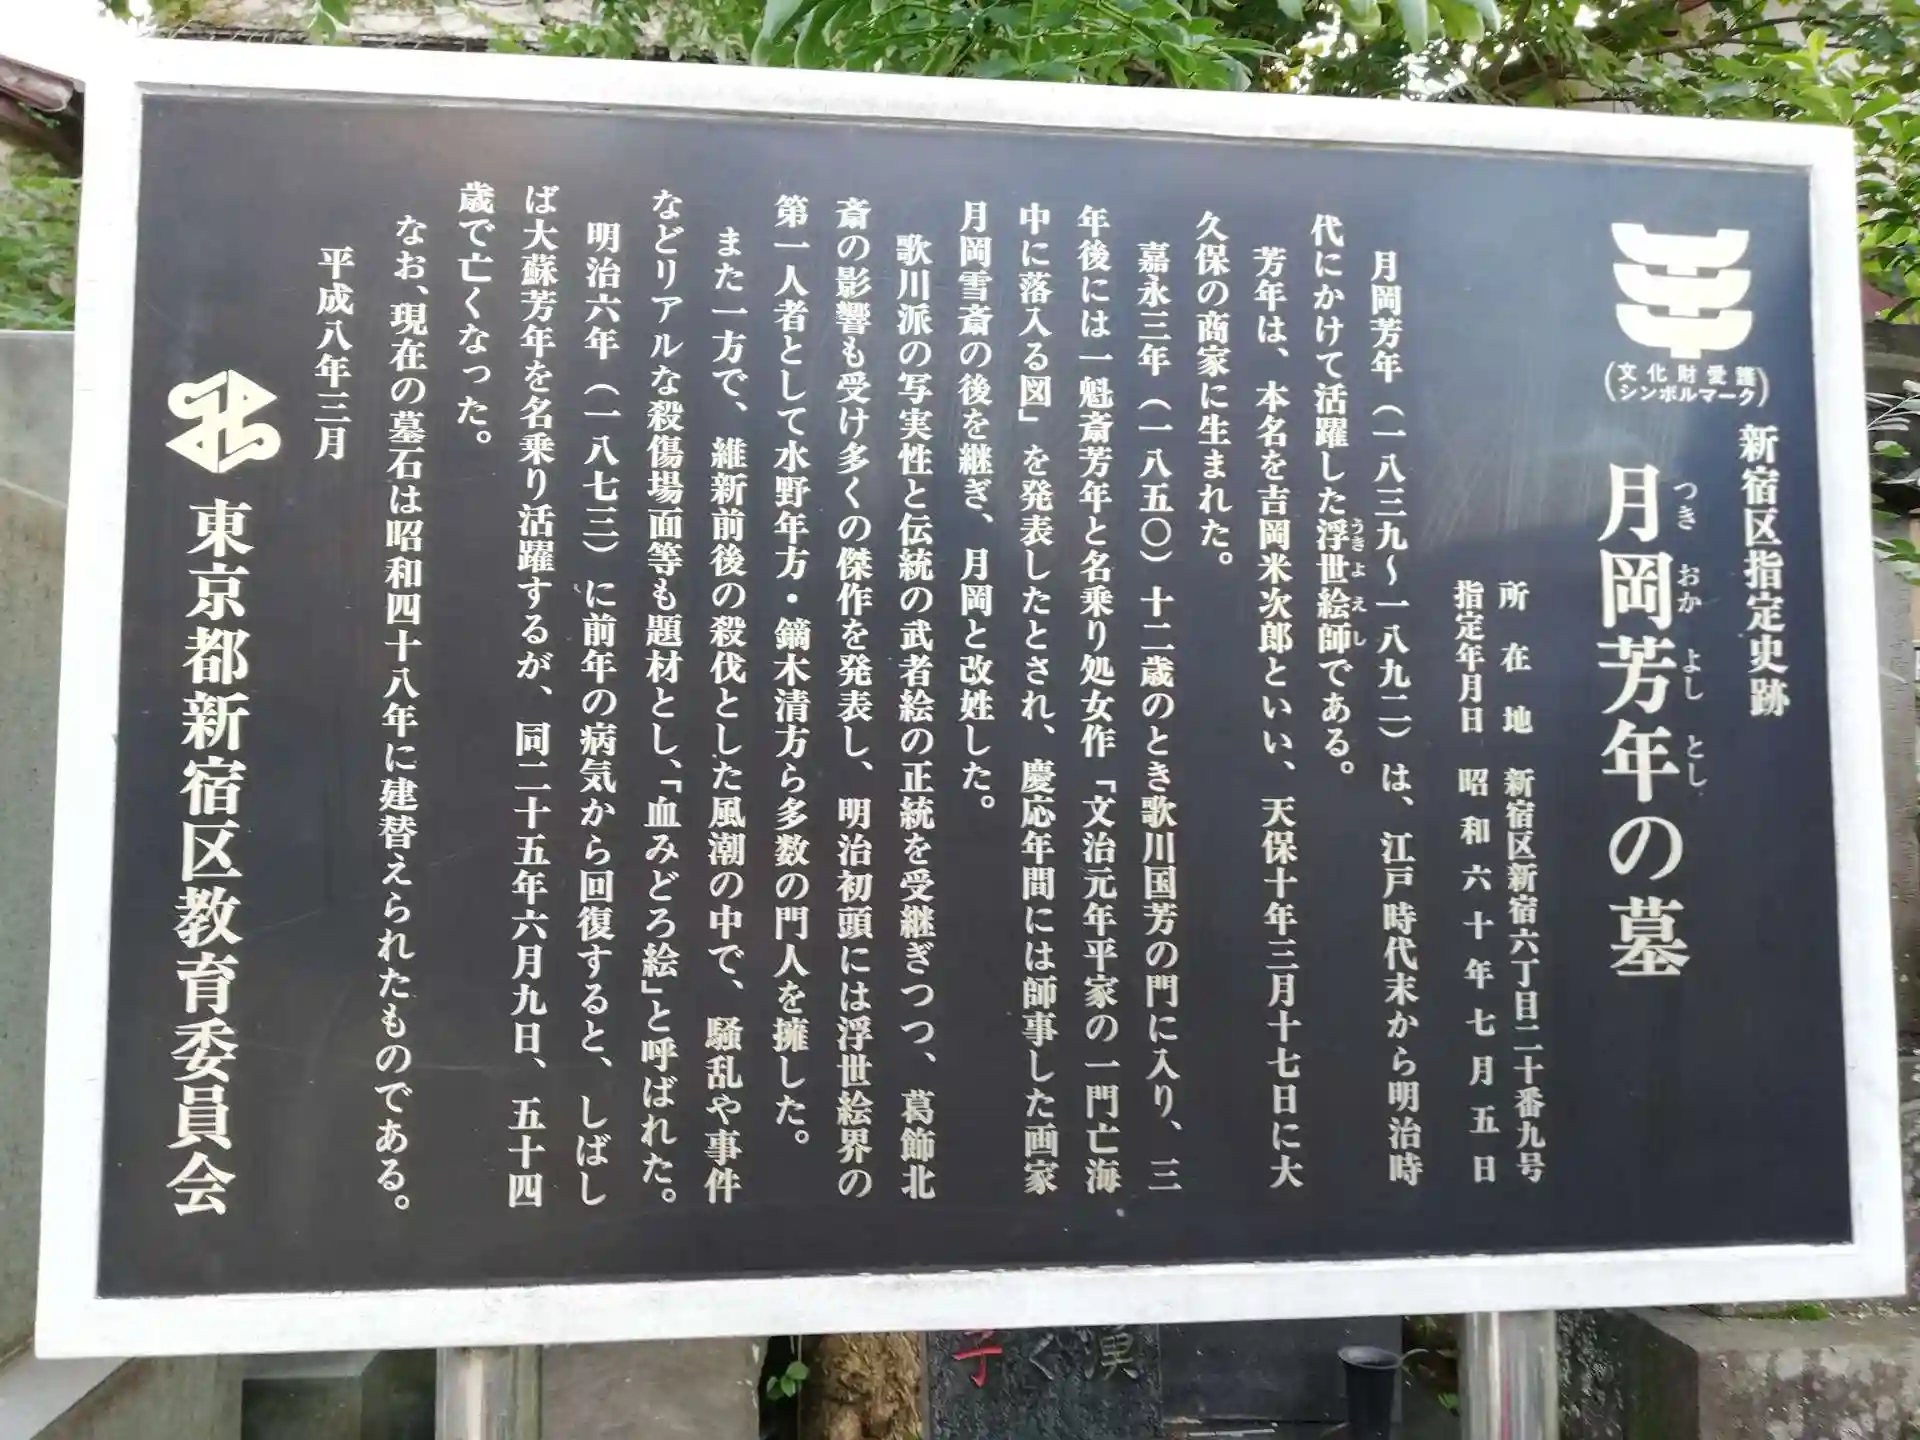 (文化財愛護
シンボルマーク)
新宿区指定史跡
月岡芳年の墓
つき おか よし とし
所在地 新宿区新宿六丁目二十番九号
指定年月日 昭和六十年七月五日
月岡芳年（一八三九〜一八九二）は、江戸時代末から明治時
代にかけて活躍した浮世絵師である。
うきよえし
芳年は、本名を吉岡米次郎といい、天保十年三月十七日に大
久保の商家に生まれた。
嘉永三年（一八五〇）十二歳のとき歌川国芳の門に入り、三
年後には一魁斎芳年と名乗り処女作「文治元年平家の一門亡海
中に落入る図」を発表したとされ、慶応年間には師事した画家
月岡雪斎の後を継ぎ、月岡と改姓した。
歌川派の写実性と伝統の武者絵の正統を受継ぎつつ、葛飾北
斎の影響も受け多くの傑作を発表し、明治初頭には浮世絵界の
第一人者として水野年方・鏑木清方ら多数の門人を擁した。
また一方で、維新前後の殺伐とした風潮の中で、騒乱や事件
などリアルな殺傷場面等も題材とし、「血みどろ絵」と呼ばれた。
明治六年（一八七三）に前年の病気から回復すると、しばし
ば大蘇芳年を名乗り活躍するが、同二十五年六月九日、五十四
歳で亡くなった。
なお、現在の墓石は昭和四十八年に建替えられたものである。
平成八年三月
東京都新宿区教育委員会